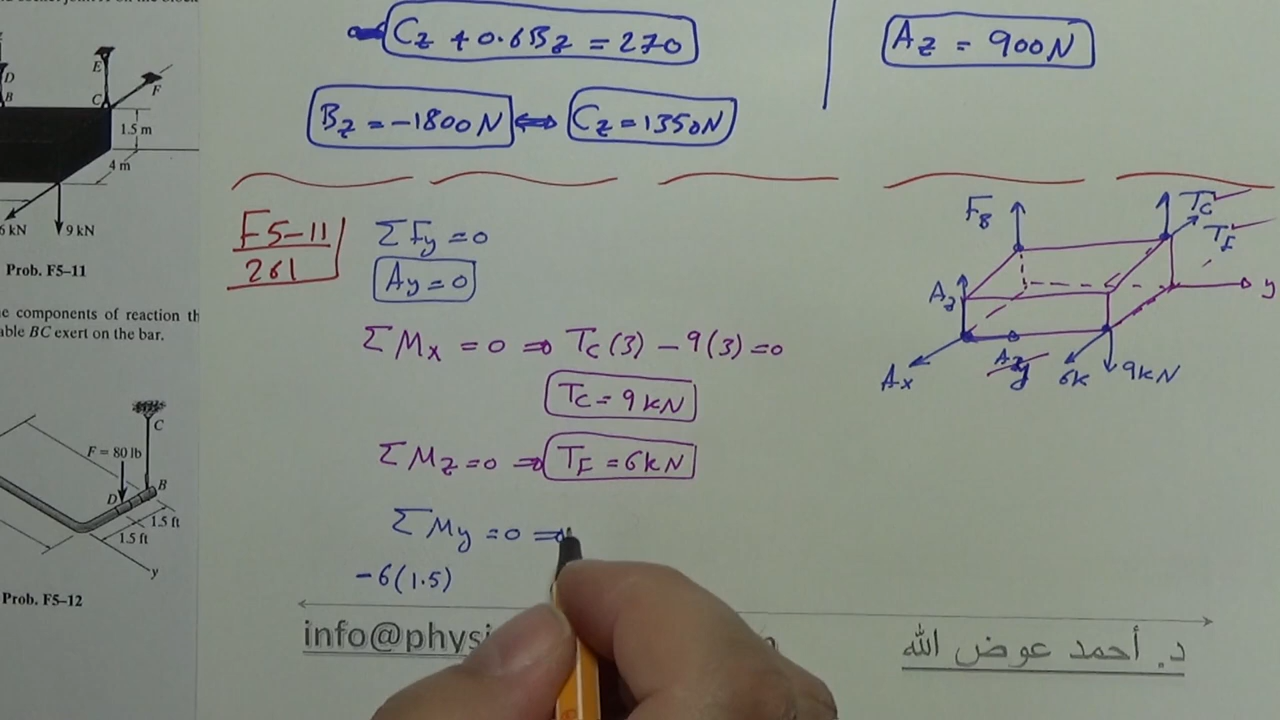 E
D
B
C
F
1.5 m
4 m
6 kN
9 kN
Prob. F5–11
e components of reaction th
able BC exert on the bar.
C
F = 80 lb
B
D
1.5 ft
1.5 ft
y
Prob. F5–12
Cz + 0.6Bz = 270
Az = 900N
Bz = -1800N ⇔ Cz = 1350N
F5-11
261
ΣFy = 0
Ay = 0
ΣMx = 0 ⇒ Tc(3) - 9(3) = 0
Tc = 9kN
ΣMz = 0 ⇒ TF = 6kN
ΣMy = 0 ⇒
-6(1.5)
FB
Tc
TF
Az
y
Ax
6k
9kN
info@physi
د. أحمد عوض الله